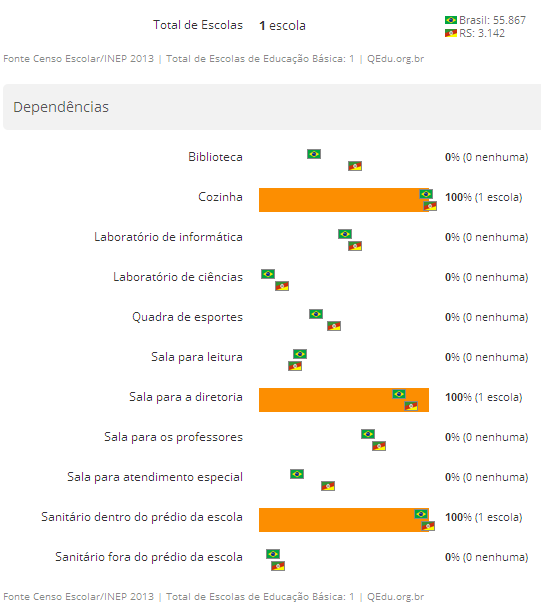 Total de Escolas 1 escola Brasil: 55.867
RS: 3.142
Fonte Censo Escolar/INEP 2013 | Total de Escolas de Educação Básica: 1 | QEdu.org.br
Dependências
Biblioteca 0% (0 nenhuma)
Cozinha 100% (1 escola)
Laboratório de informática 0% (0 nenhuma)
Laboratório de ciências 0% (0 nenhuma)
Quadra de esportes 0% (0 nenhuma)
Sala para leitura 0% (0 nenhuma)
Sala para a diretoria 100% (1 escola)
Sala para os professores 0% (0 nenhuma)
Sala para atendimento especial 0% (0 nenhuma)
Sanitário dentro do prédio da escola 100% (1 escola)
Sanitário fora do prédio da escola 0% (0 nenhuma)
Fonte Censo Escolar/INEP 2013 | Total de Escolas de Educação Básica: 1 | QEdu.org.br